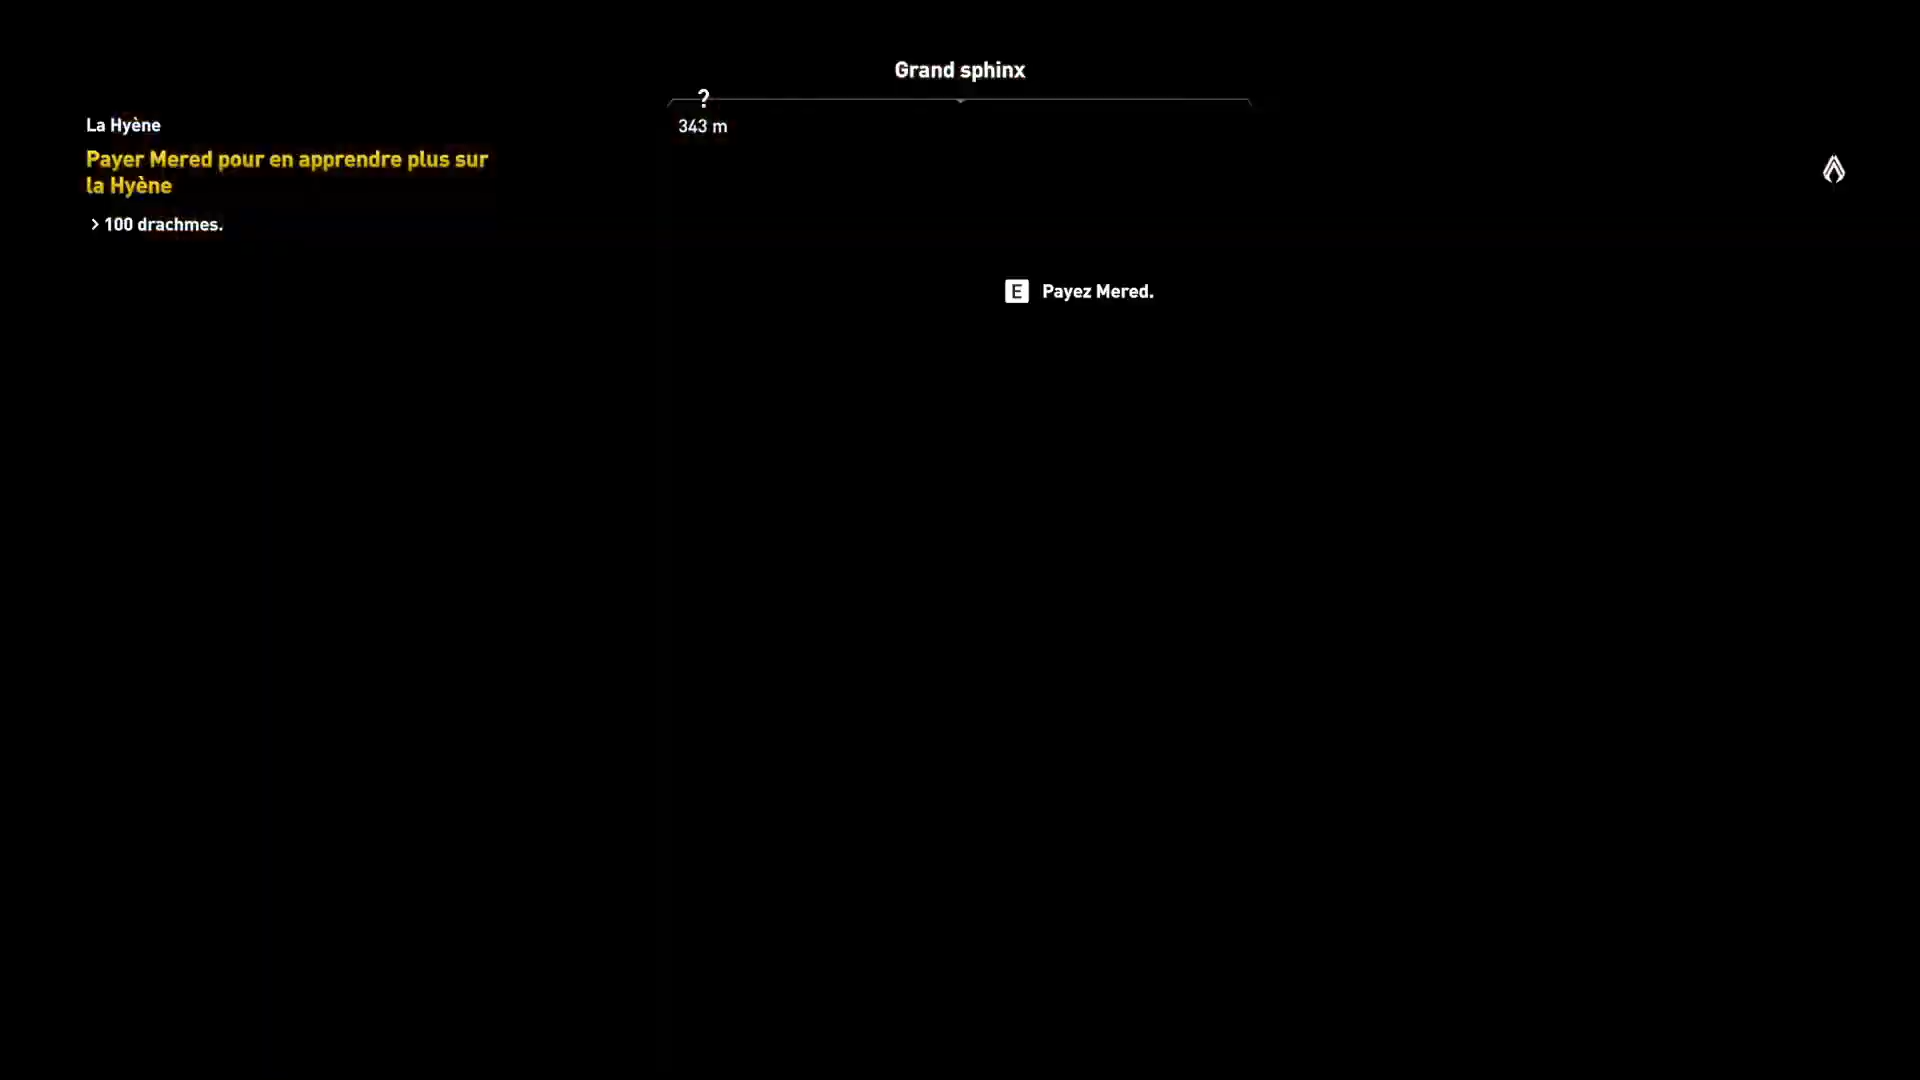 Grand sphinx
?
343 m
La Hyène
Payer Mered pour en apprendre plus sur
la Hyène
> 100 drachmes.
E Payez Mered.